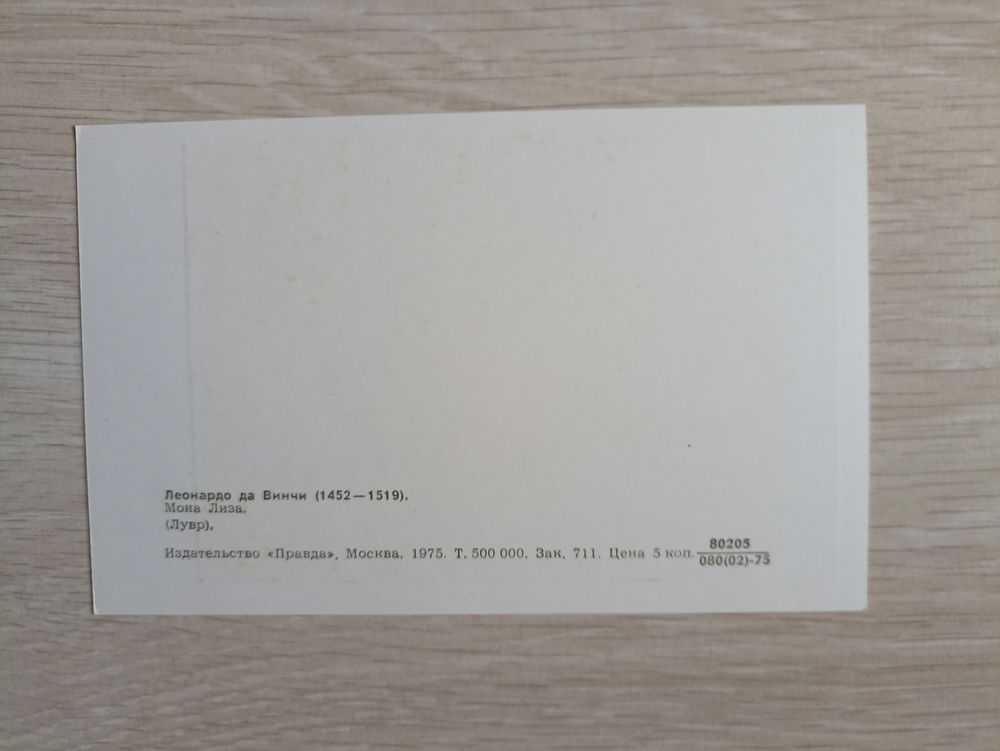 Леонардо да Винчи (1452—1519).
Мона Лиза.
(Лувр).
Издательство «Правда», Москва, 1975. Т. 500 000. Зак. 711. Цена 5 коп. 80205
080(02)-75